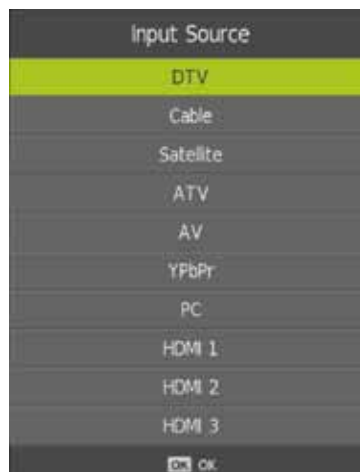 Input Source
DTV
Cable
Satellite
ATV
AV
YPbPr
PC
HDMI 1
HDMI 2
HDMI 3
OK OK